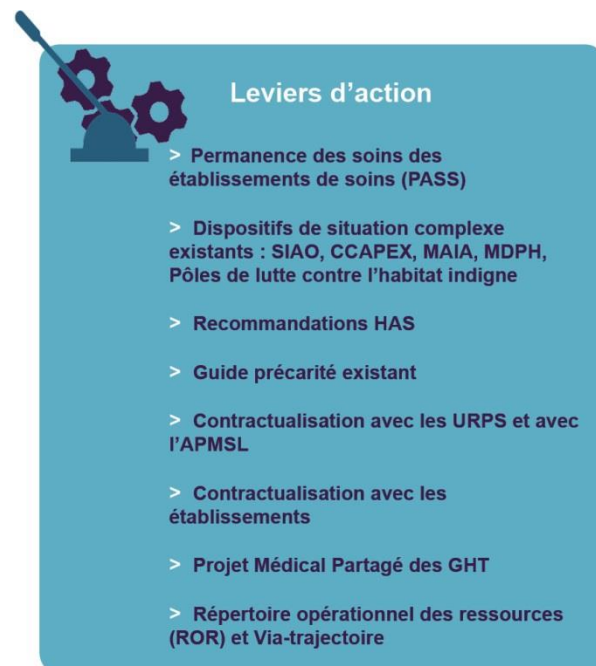 Leviers d’action
> Permanence des soins des
établissements de soins (PASS)
> Dispositifs de situation complexe
existants : SIAO, CCAPEX, MAIA, MDPH,
Pôles de lutte contre l’habitat indigne
> Recommandations HAS
> Guide précarité existant
> Contractualisation avec les URPS et avec
l’APMSL
> Contractualisation avec les
établissements
> Projet Médical Partagé des GHT
> Répertoire opérationnel des ressources
(ROR) et Via-trajectoire